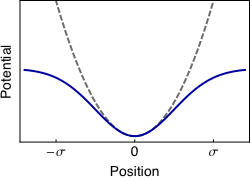 Potential
−σ 0 σ
Position